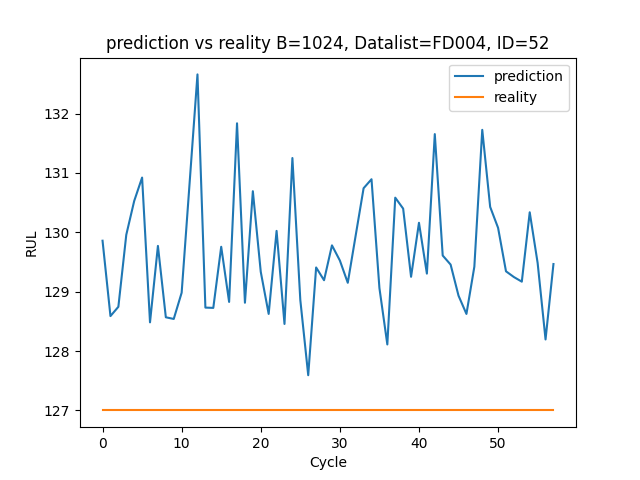 prediction vs reality B=1024, Datalist=FD004, ID=52
prediction
reality
RUL
132
131
130
129
128
127
0 10 20 30 40 50
Cycle